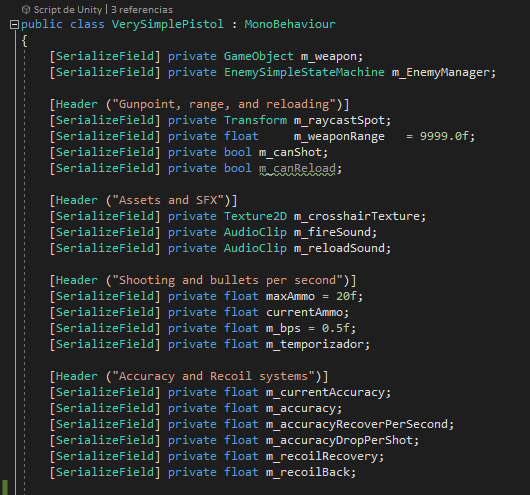 Script de Unity | 3 referencias
public class VerySimplePistol : MonoBehaviour
{
[SerializeField] private GameObject m_weapon;
[SerializeField] private EnemySimpleStateMachine m_EnemyManager;
[Header ("Gunpoint, range, and reloading")]
[SerializeField] private Transform m_raycastSpot;
[SerializeField] private float m_weaponRange = 9999.0f;
[SerializeField] private bool m_canShot;
[SerializeField] private bool m_canReload;
[Header ("Assets and SFX")]
[SerializeField] private Texture2D m_crosshairTexture;
[SerializeField] private AudioClip m_fireSound;
[SerializeField] private AudioClip m_reloadSound;
[Header ("Shooting and bullets per second")]
[SerializeField] private float maxAmmo = 20f;
[SerializeField] private float currentAmmo;
[SerializeField] private float m_bps = 0.5f;
[SerializeField] private float m_temporizador;
[Header ("Accuracy and Recoil systems")]
[SerializeField] private float m_currentAccuracy;
[SerializeField] private float m_accuracy;
[SerializeField] private float m_accuracyRecoverPerSecond;
[SerializeField] private float m_accuracyDropPerShot;
[SerializeField] private float m_recoilRecovery;
[SerializeField] private float m_recoilBack;